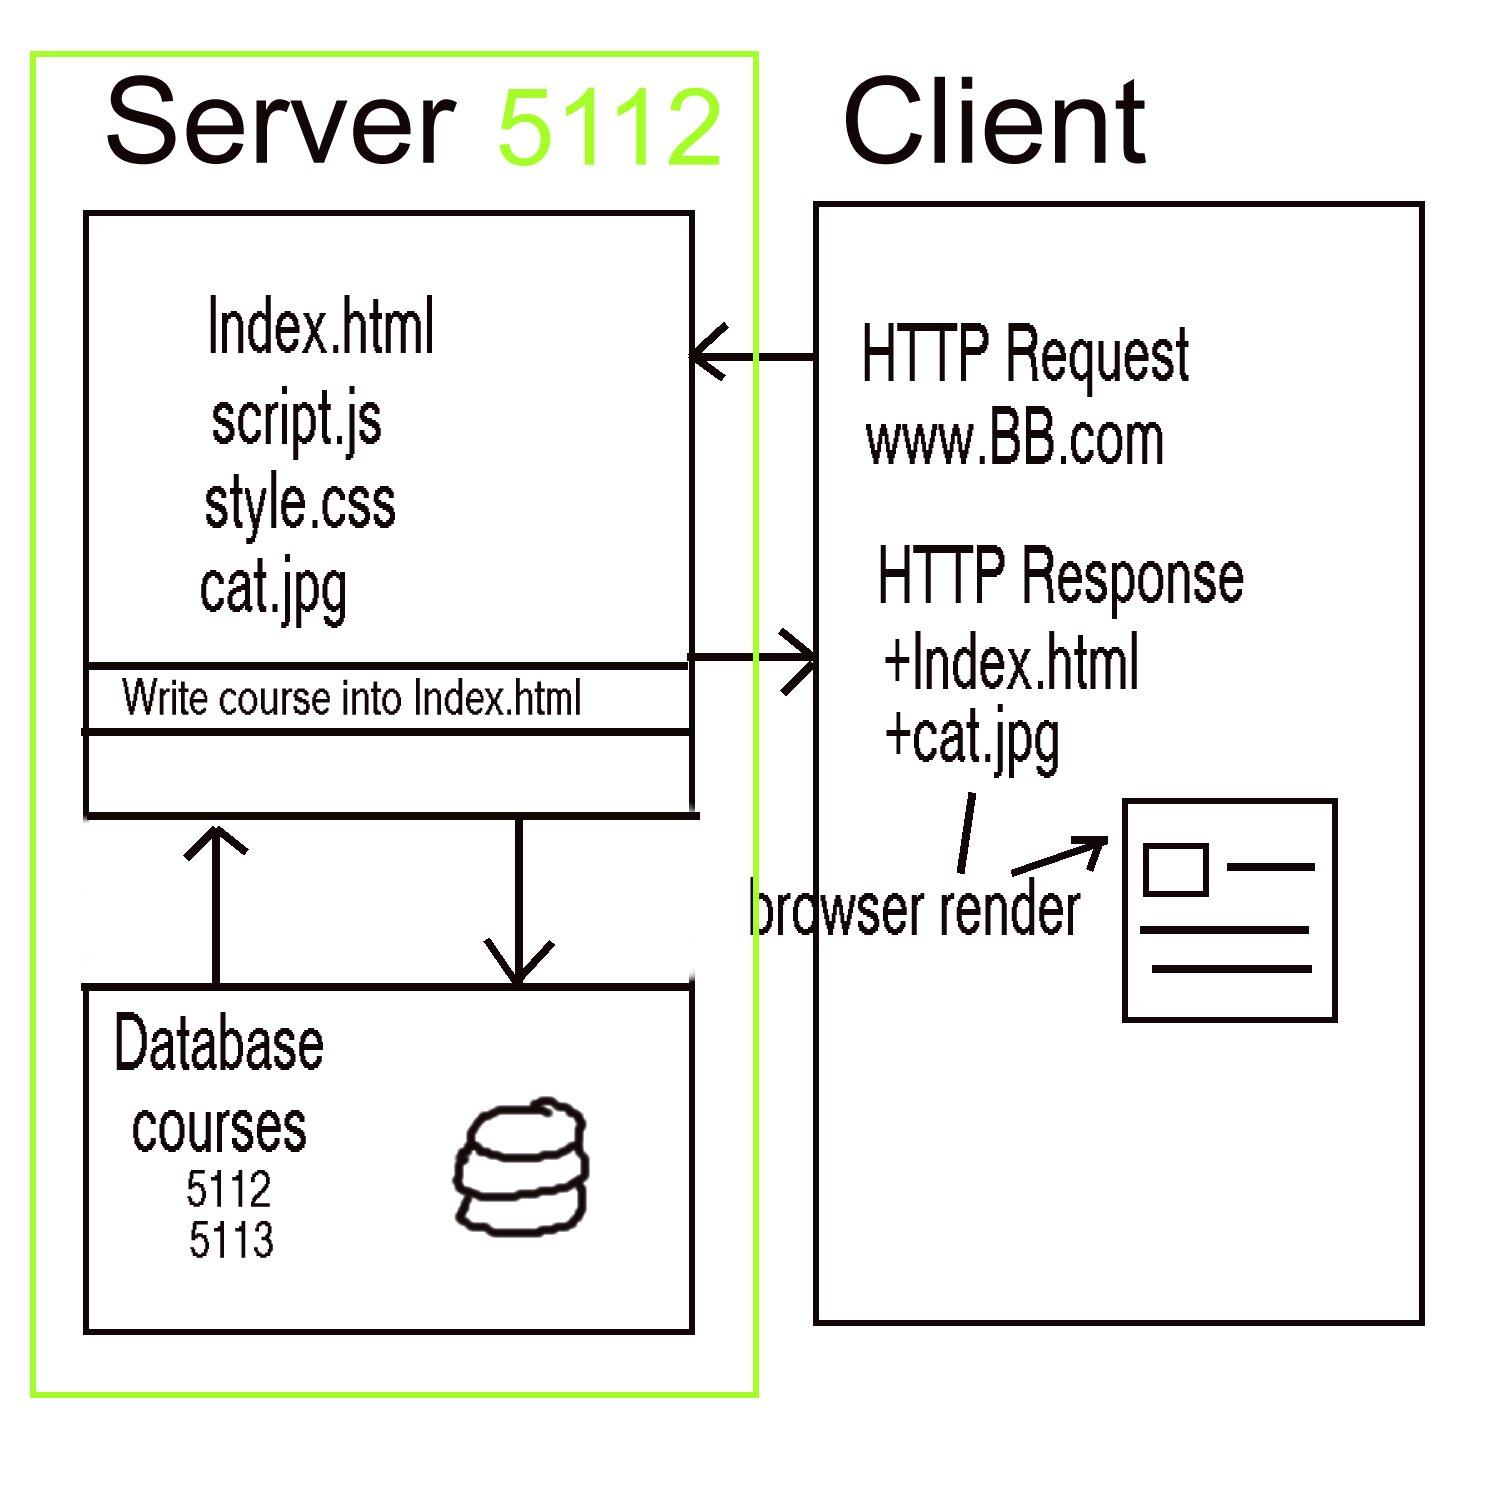 Server 5112
Index.html
script.js
style.css
cat.jpg
Write course into Index.html
Database
courses
5112
5113
Client
HTTP Request
www.BB.com
HTTP Response
+Index.html
+cat.jpg
browser render